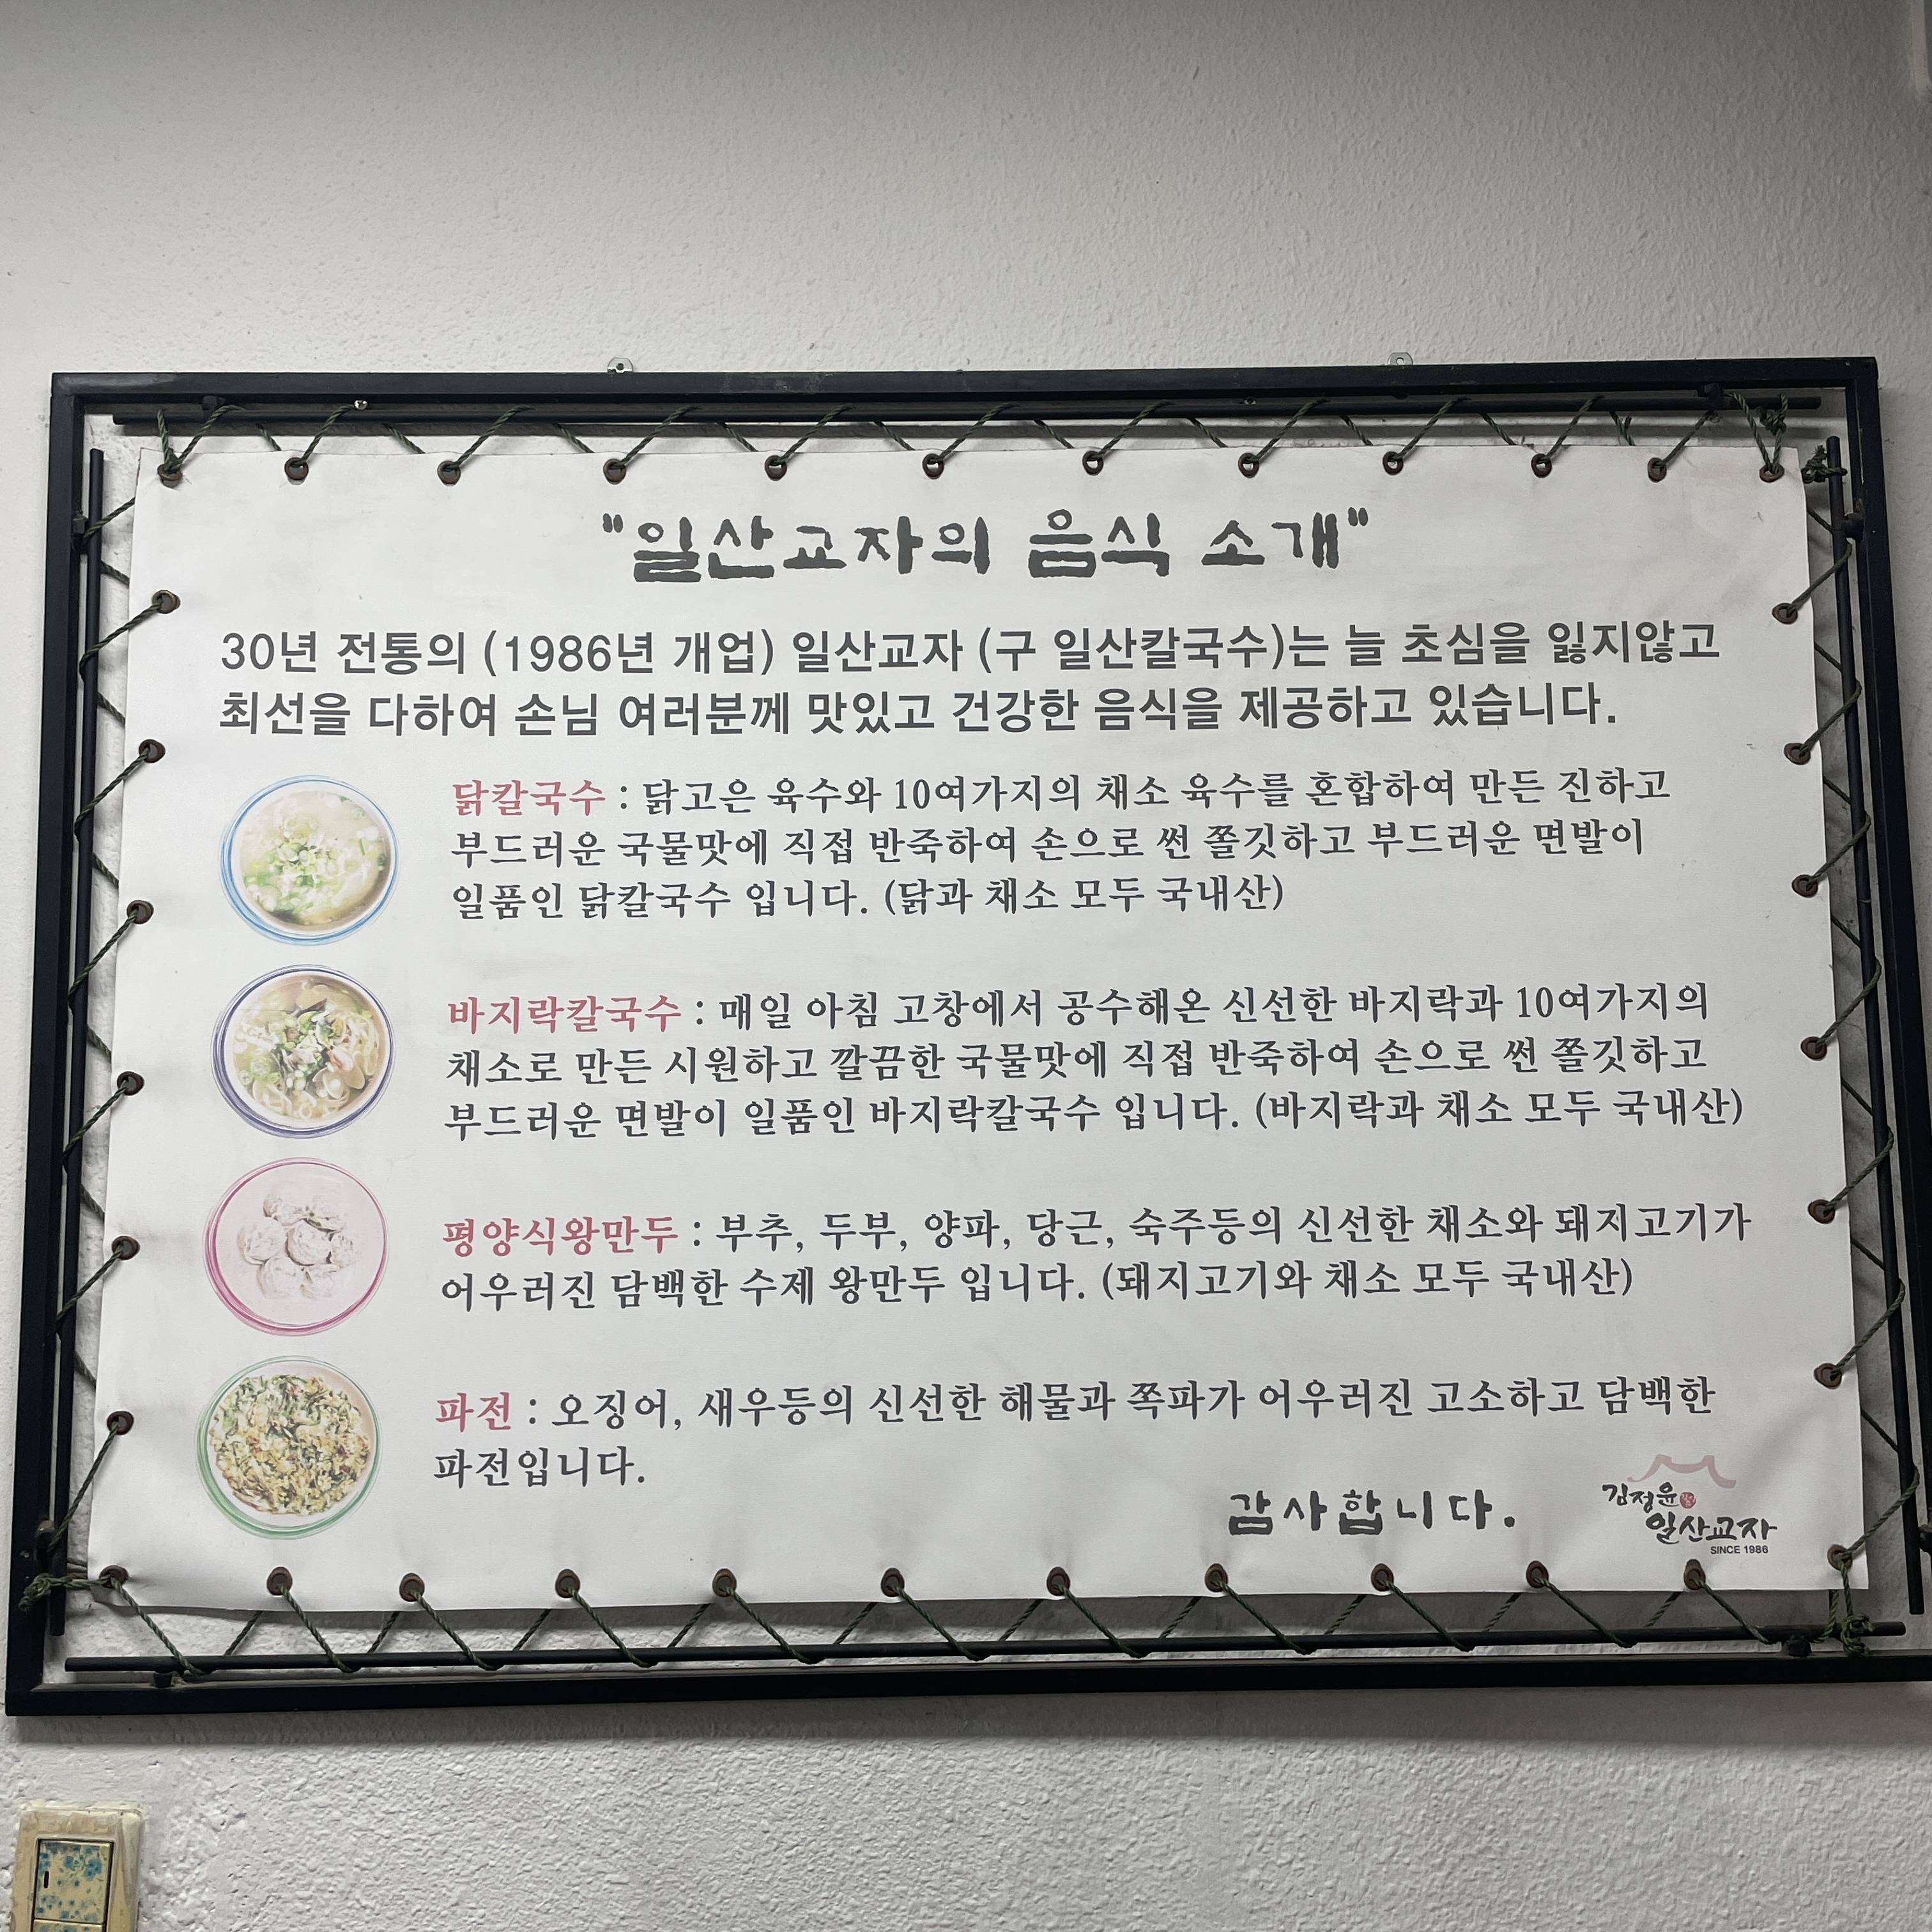 "일산교자의 음식 소개"
30년 전통의 (1986년 개업) 일산교자 (구 일산칼국수)는 늘 초심을 잃지않고
최선을 다하여 손님 여러분께 맛있고 건강한 음식을 제공하고 있습니다.
닭칼국수 : 닭고은 육수와 10여가지의 채소 육수를 혼합하여 만든 진하고
부드러운 국물맛에 직접 반죽하여 손으로 썬 쫄깃하고 부드러운 면발이
일품인 닭칼국수 입니다. (닭과 채소 모두 국내산)
바지락칼국수 : 매일 아침 고창에서 공수해온 신선한 바지락과 10여가지의
채소로 만든 시원하고 깔끔한 국물맛에 직접 반죽하여 손으로 썬 쫄깃하고
부드러운 면발이 일품인 바지락칼국수 입니다. (바지락과 채소 모두 국내산)
평양식왕만두 : 부추, 두부, 양파, 당근, 숙주등의 신선한 채소와 돼지고기가
어우러진 담백한 수제 왕만두 입니다. (돼지고기와 채소 모두 국내산)
파전 : 오징어, 새우등의 신선한 해물과 쪽파가 어우러진 고소하고 담백한
파전입니다.
감사합니다.
김정윤
일산교자
SINCE 1986